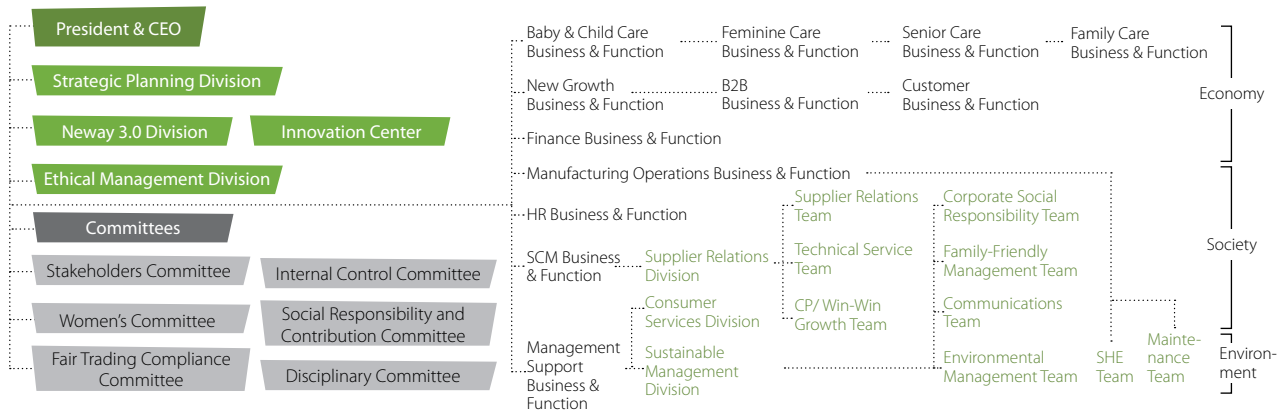 President & CEO
Strategic Planning Division
Neway 3.0 Division
Innovation Center
Ethical Management Division
Committees
Stakeholders Committee
Internal Control Committee
Women's Committee
Social Responsibility and
Contribution Committee
Fair Trading Compliance
Committee
Disciplinary Committee
Baby & Child Care
Business & Function
Feminine Care
Business & Function
Senior Care
Business & Function
Family Care
Business & Function
New Growth
Business & Function
B2B
Business & Function
Customer
Business & Function
Finance Business & Function
Manufacturing Operations Business & Function
HR Business & Function
SCM Business
& Function
Supplier Relations
Division
Supplier Relations
Team
Technical Service
Team
CP/ Win-Win
Growth Team
Management
Support
Business &
Function
Consumer
Services Division
Sustainable
Management
Division
Corporate Social
Responsibility Team
Family-Friendly
Management Team
Communications
Team
Environmental
Management Team
SHE
Team
Mainte-
nance
Team
Economy
Society
Environ-
ment